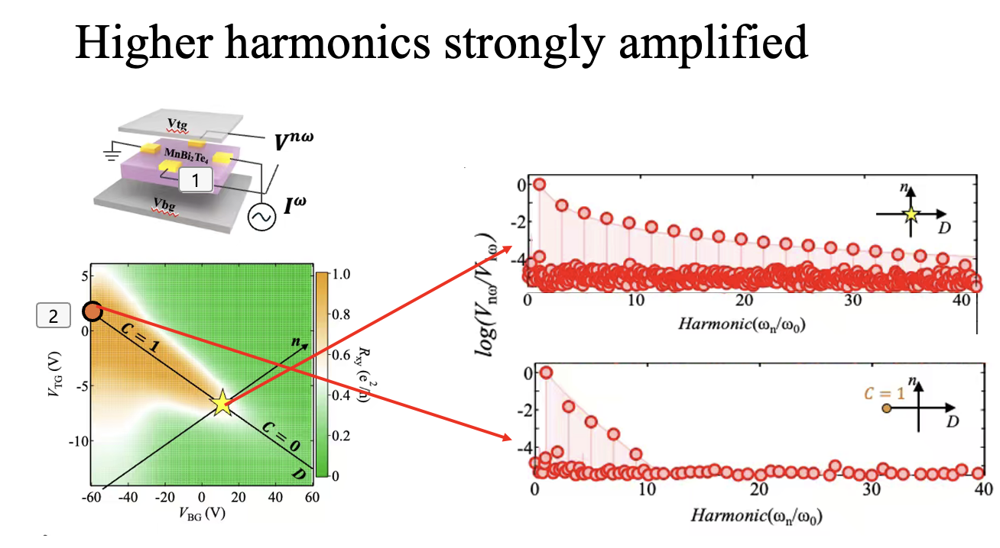 Higher harmonics strongly amplified
Vtg
MnBi₂Te₄
1
Vbg
Vⁿω
Iω
2
5
0
-5
-10
V_TG (V)
-60 -40 -20 0 20 40 60
V_BG (V)
C = 1
C = 0
n
D
1.0
0.8
0.6
0.4
0.2
0
R_xy (e²/h)
log(V_nω/V_1ω)
0
-2
-4
0 10 20 30 40
Harmonic(ω_n/ω_0)
n
D
0
-2
-4
0 10 20 30 40
Harmonic(ω_n/ω_0)
C = 1
n
D